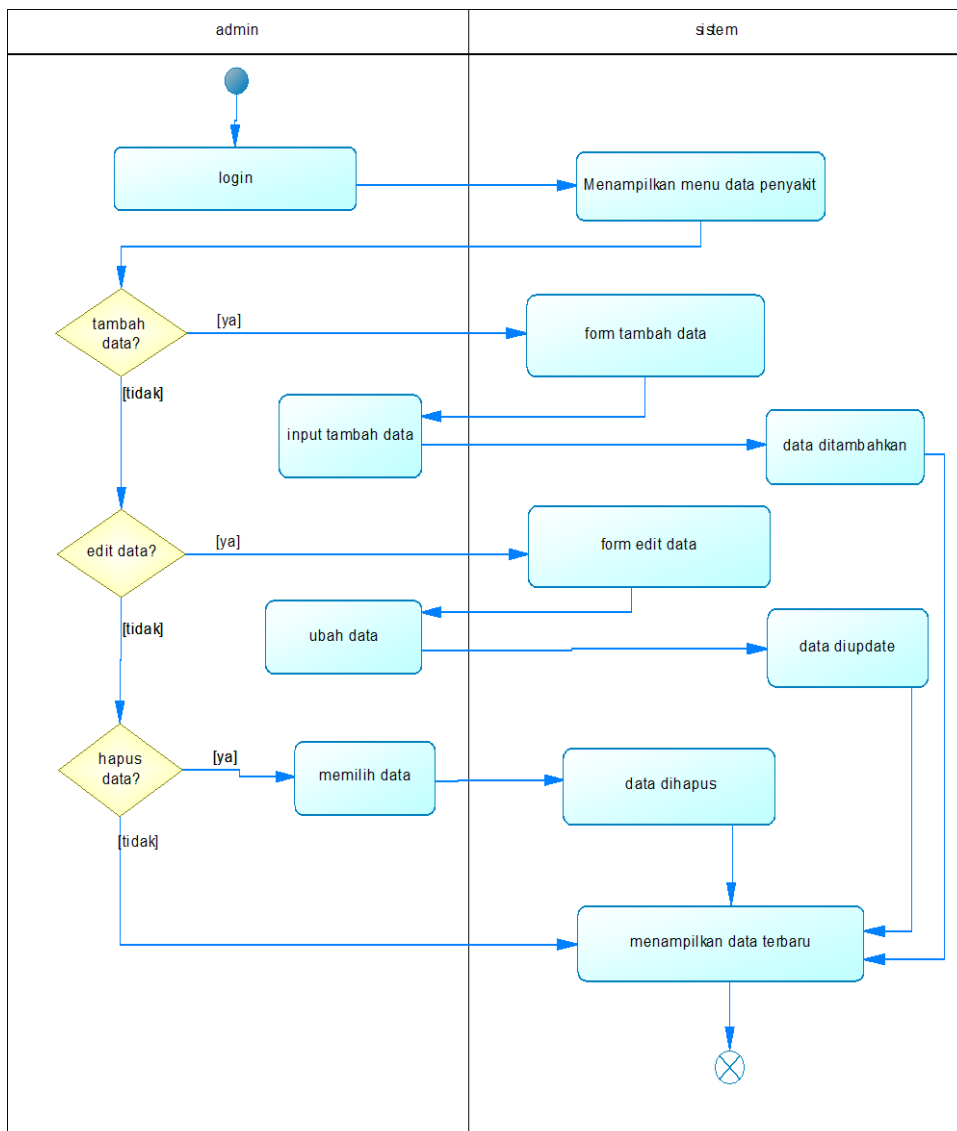 admin
sistem
login
Menampilkan menu data penyakit
tambah
data?
[ya]
form tambah data
[tidak]
input tambah data
data ditambahkan
edit data?
[ya]
form edit data
[tidak]
ubah data
data diupdate
hapus
data?
[ya]
memilih data
data dihapus
[tidak]
menampilkan data terbaru